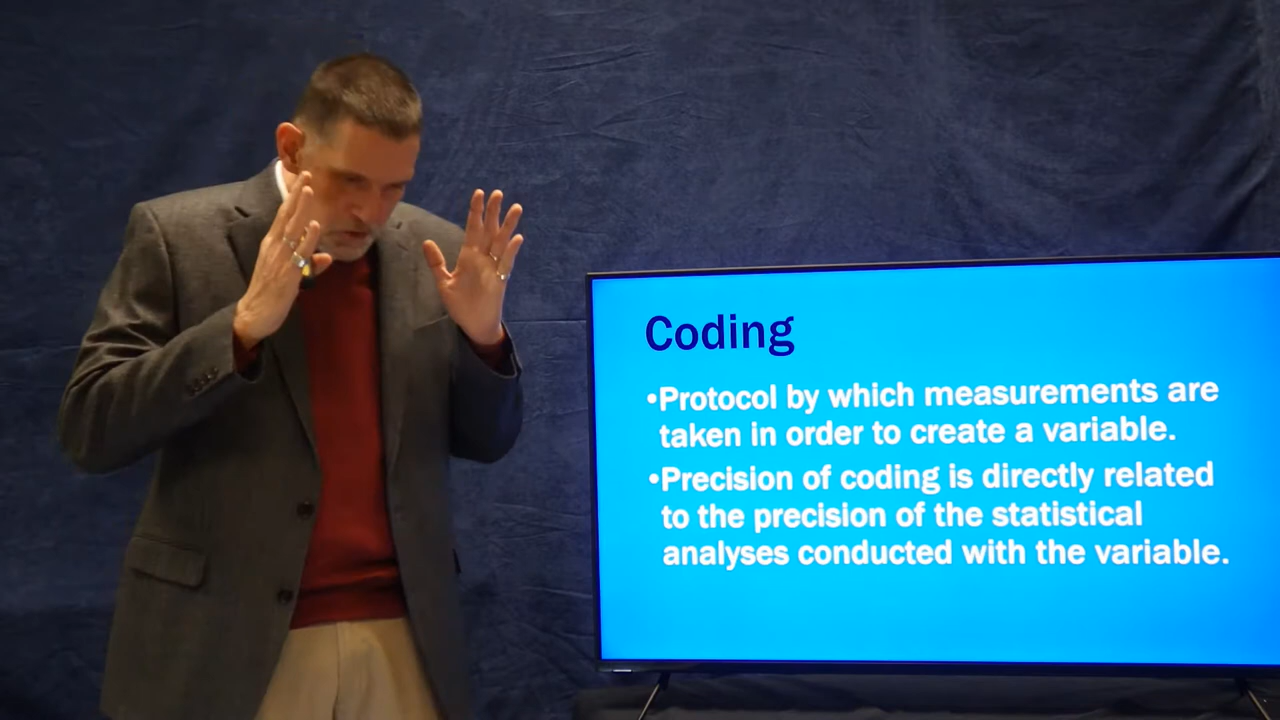 Coding
•Protocol by which measurements are
taken in order to create a variable.
•Precision of coding is directly related
to the precision of the statistical
analyses conducted with the variable.